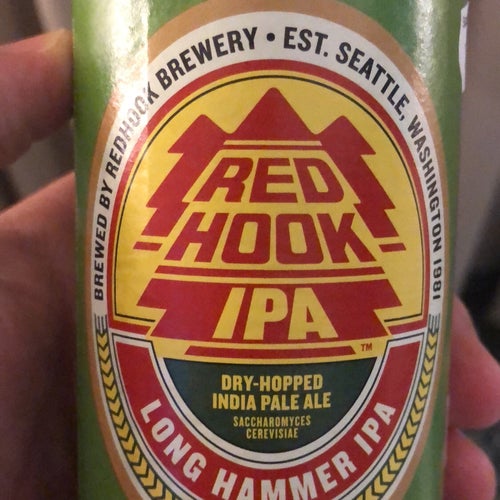 BREWED BY REDHOOK BREWERY • EST. SEATTLE, WASHINGTON 1981
RED
HOOK
IPA
TM
DRY-HOPPED
INDIA PALE ALE
SACCHAROMYCES
CEREVISIAE
LONG HAMMER IPA